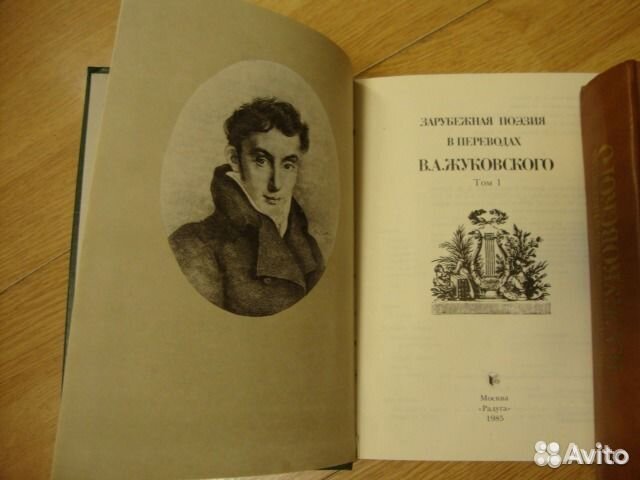 ЗАРУБЕЖНАЯ ПОЭЗИЯ
В ПЕРЕВОДАХ
В.А.ЖУКОВСКОГО
Том 1
Москва
«Радуга»
1985
ЖУКОВСКОГО
Avito